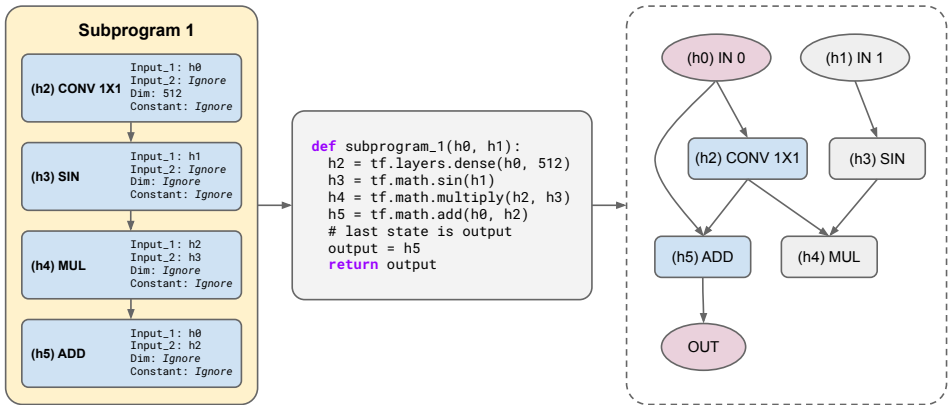 Subprogram 1
(h2) CONV 1X1
Input_1: h0
Input_2: Ignore
Dim: 512
Constant: Ignore
(h3) SIN
Input_1: h1
Input_2: Ignore
Dim: Ignore
Constant: Ignore
(h4) MUL
Input_1: h2
Input_2: h3
Dim: Ignore
Constant: Ignore
(h5) ADD
Input_1: h0
Input_2: h2
Dim: Ignore
Constant: Ignore
def subprogram_1(h0, h1):
h2 = tf.layers.dense(h0, 512)
h3 = tf.math.sin(h1)
h4 = tf.math.multiply(h2, h3)
h5 = tf.math.add(h0, h2)
# last state is output
output = h5
return output
(h0) IN 0
(h1) IN 1
(h2) CONV 1X1
(h3) SIN
(h5) ADD
(h4) MUL
OUT